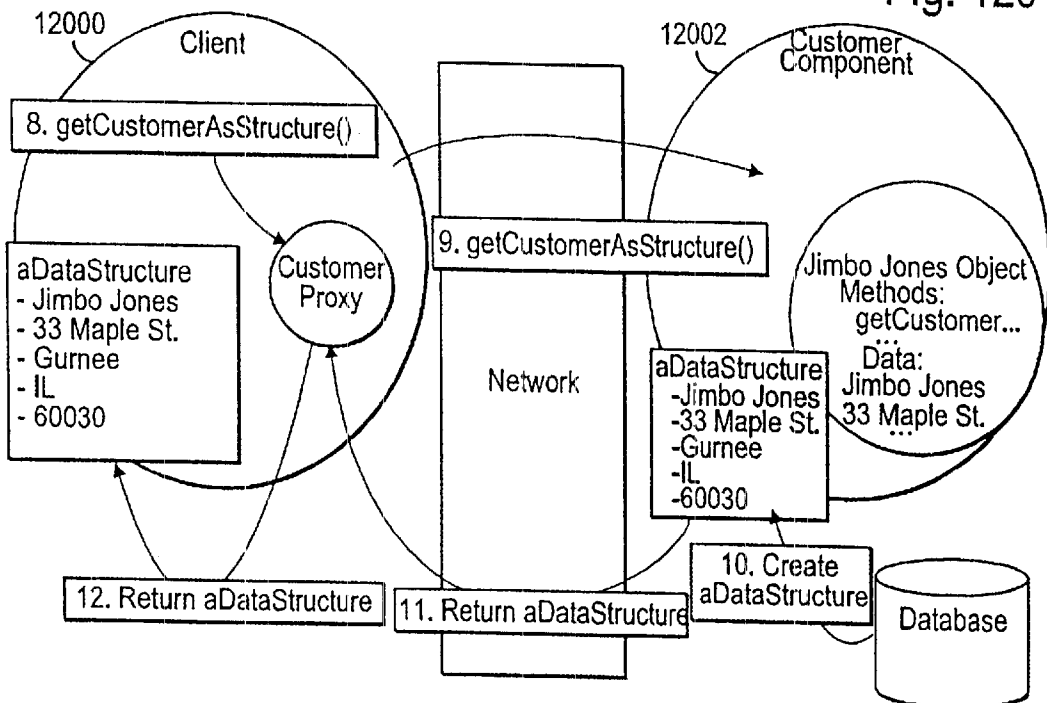 12000
Client
8. getCustomerAsStructure()
aDataStructure
- Jimbo Jones
- 33 Maple St.
- Gurnee
- IL
- 60030
Customer
Proxy
12. Return aDataStructure
Network
9. getCustomerAsStructure()
11. Return aDataStructure
12002
Customer
Component
Jimbo Jones Object
Methods:
getCustomer...
...
Data:
Jimbo Jones
33 Maple St.
...
aDataStructure
-Jimbo Jones
-33 Maple St.
-Gurnee
-IL
-60030
10. Create
aDataStructure
Database